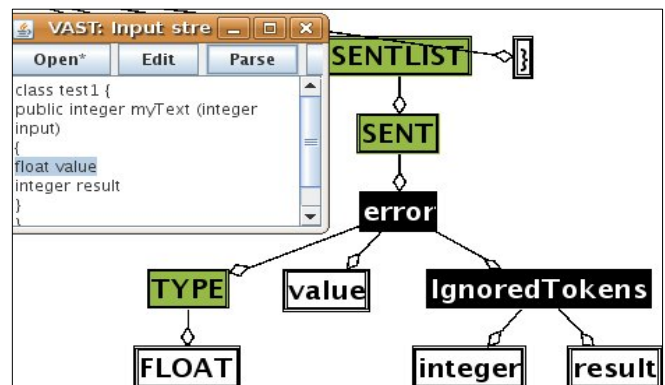 VAST: Input stre
Open* Edit Parse
class test1 {
public integer myText (integer
input)
{
float value
integer result
}
}
SENTLIST
}
SENT
error
TYPE
value
IgnoredTokens
FLOAT
integer
result